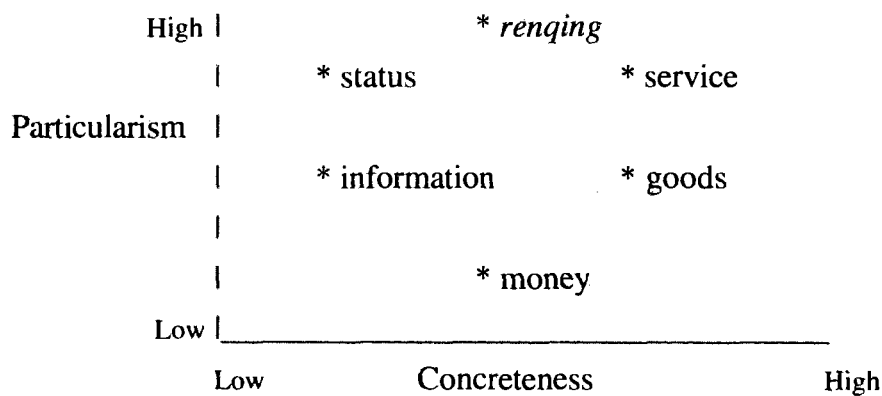 High * renqing
* status * service
Particularism
* information * goods
* money
Low
Low Concreteness High